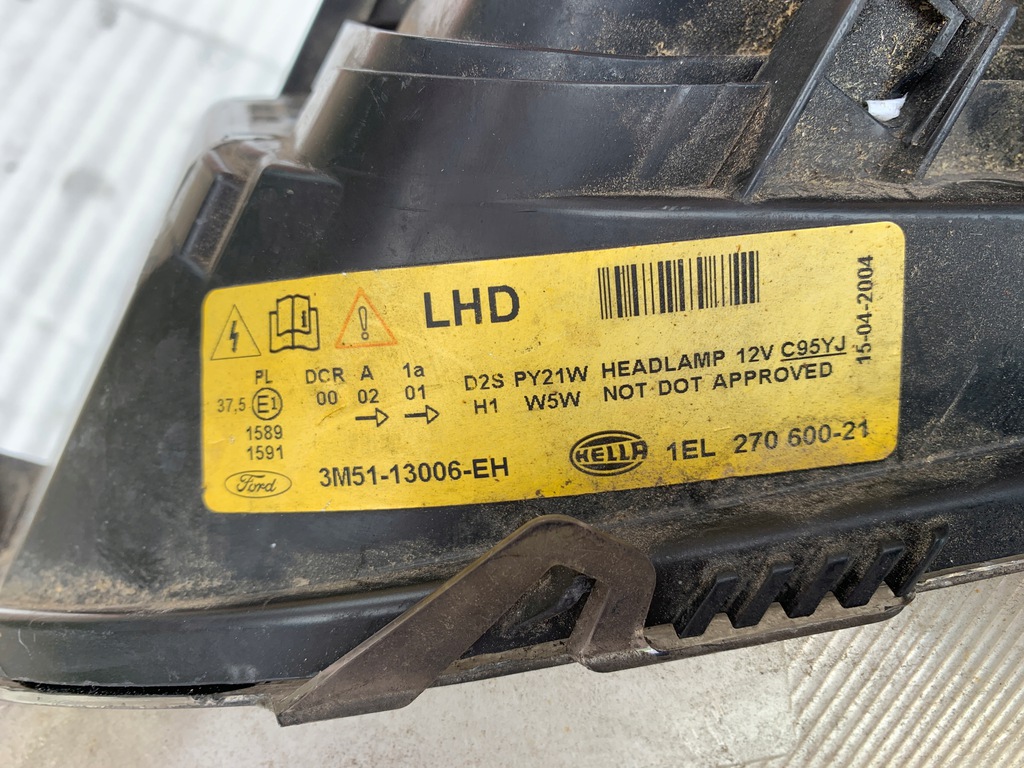 LHD
PL DCR A 1a D2S PY21W HEADLAMP 12V C95YJ
37,5 E1 00 02 01 H1 W5W NOT DOT APPROVED
1589
1591
Ford 3M51-13006-EH HELLA 1EL 270 600-21
15-04-2004